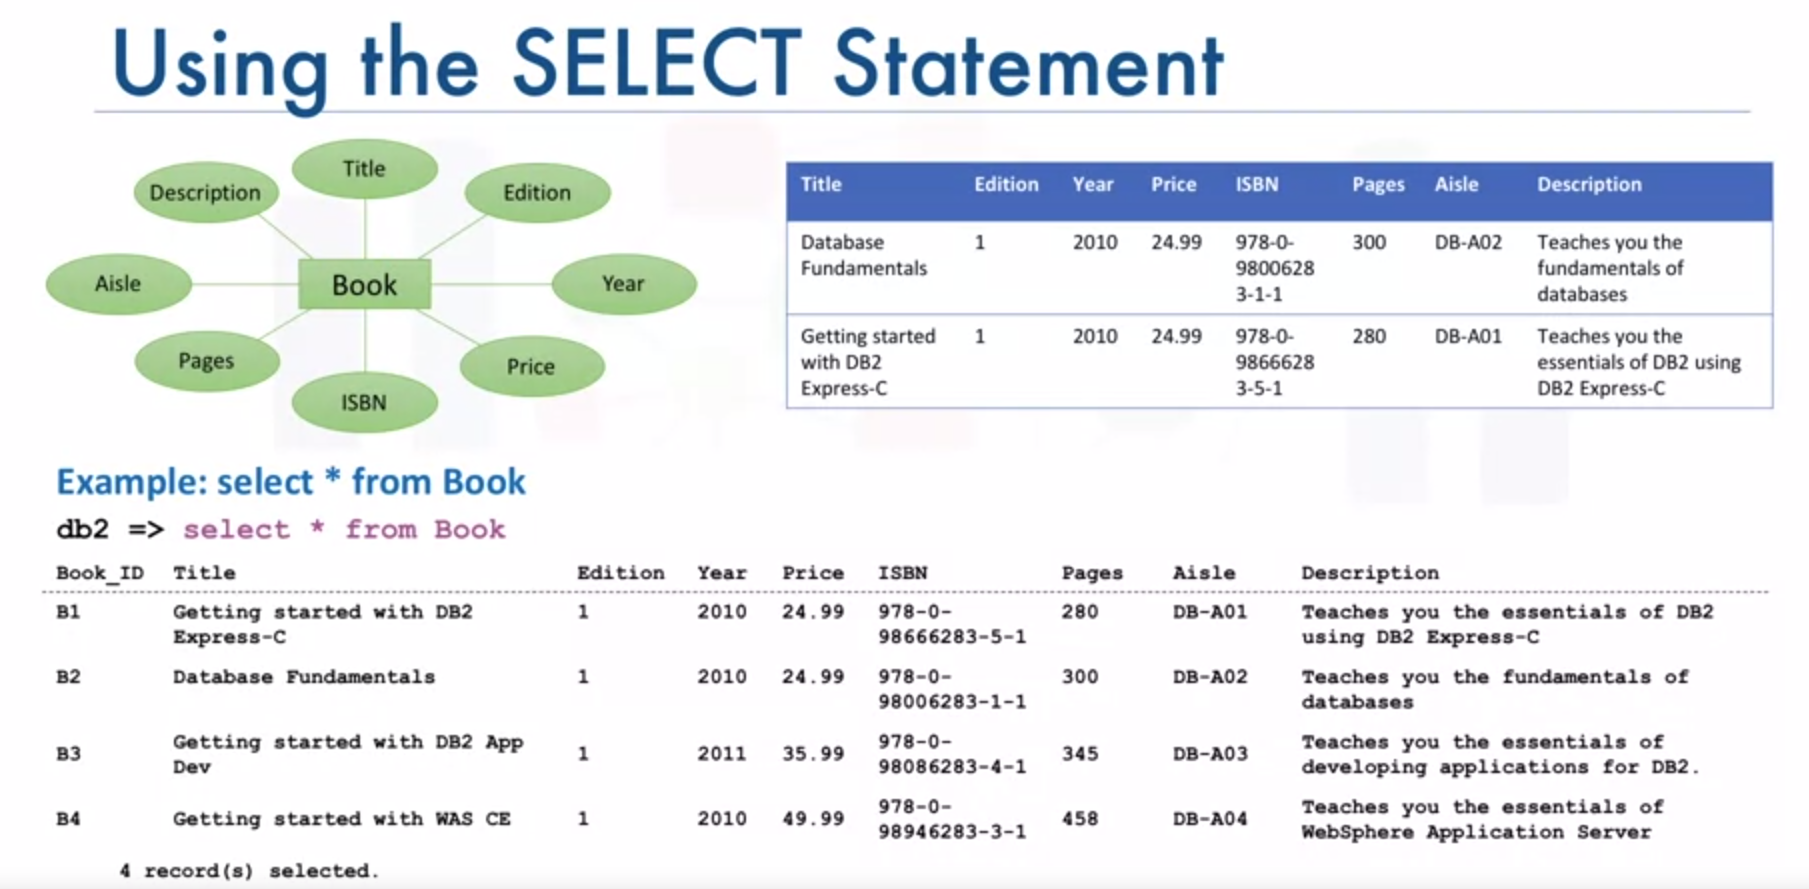 Using the SELECT Statement
Title
Description
Edition
Aisle
Book
Year
Pages
Price
ISBN
Title Edition Year Price ISBN Pages Aisle Description
Database 1 2010 24.99 978-0- 300 DB-A02 Teaches you the
Fundamentals 9800628 fundamentals of
3-1-1 databases
Getting started 1 2010 24.99 978-0- 280 DB-A01 Teaches you the
with DB2 9866628 essentials of DB2 using
Express-C 3-5-1 DB2 Express-C
Example: select * from Book
db2 => select * from Book
Book_ID Title Edition Year Price ISBN Pages Aisle Description
B1 Getting started with DB2 1 2010 24.99 978-0- 280 DB-A01 Teaches you the essentials of DB2
Express-C 98666283-5-1 using DB2 Express-C
B2 Database Fundamentals 1 2010 24.99 978-0- 300 DB-A02 Teaches you the fundamentals of
98006283-1-1 databases
B3 Getting started with DB2 App 1 2011 35.99 978-0- 345 DB-A03 Teaches you the essentials of
Dev 98086283-4-1 developing applications for DB2.
B4 Getting started with WAS CE 1 2010 49.99 978-0- 458 DB-A04 Teaches you the essentials of
98946283-3-1 WebSphere Application Server
4 record(s) selected.